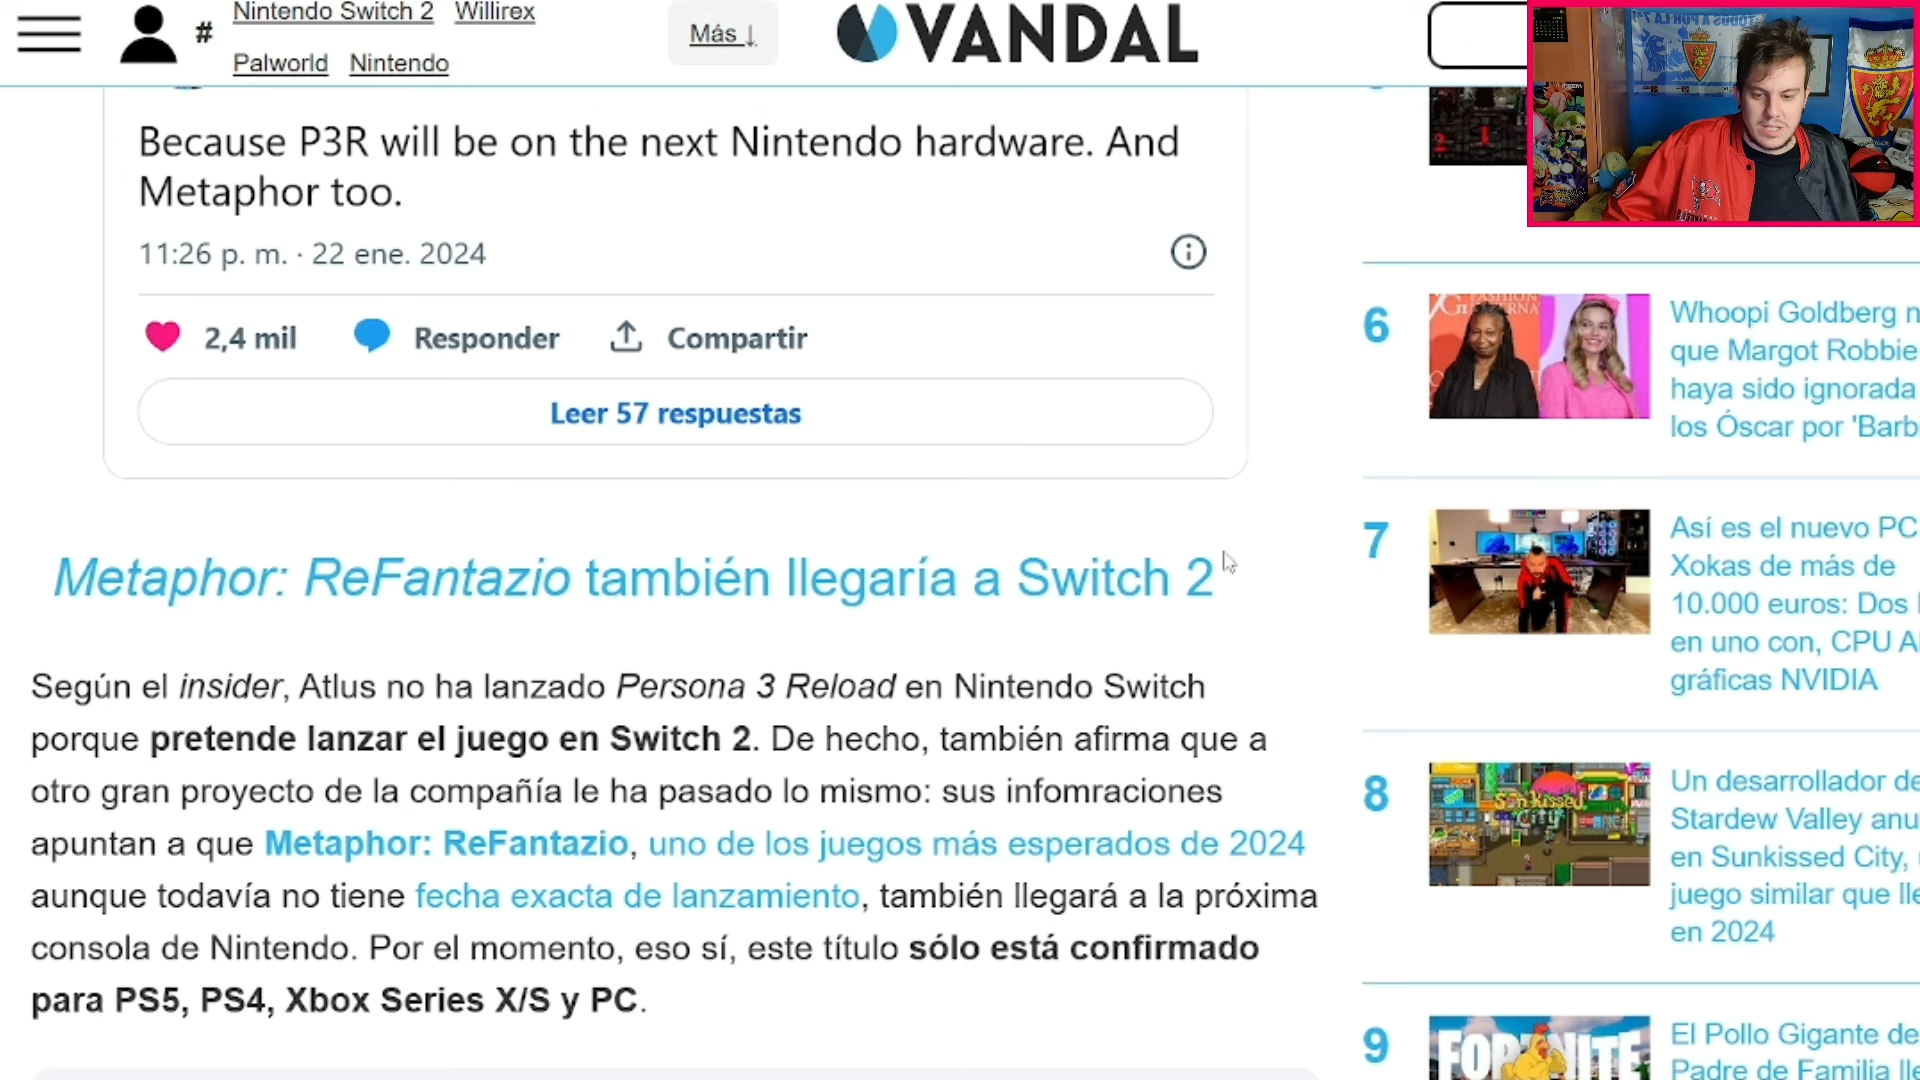 Nintendo Switch 2 Willirex
#
Palworld Nintendo
Más ↓
VANDAL
Because P3R will be on the next Nintendo hardware. And
Metaphor too.
11:26 p. m. · 22 ene. 2024
2,4 mil Responder Compartir
Leer 57 respuestas
Metaphor: ReFantazio también llegaría a Switch 2
Según el insider, Atlus no ha lanzado Persona 3 Reload en Nintendo Switch
porque pretende lanzar el juego en Switch 2. De hecho, también afirma que a
otro gran proyecto de la compañía le ha pasado lo mismo: sus infomraciones
apuntan a que Metaphor: ReFantazio, uno de los juegos más esperados de 2024
aunque todavía no tiene fecha exacta de lanzamiento, también llegará a la próxima
consola de Nintendo. Por el momento, eso sí, este título sólo está confirmado
para PS5, PS4, Xbox Series X/S y PC.
6
Whoopi Goldberg n
que Margot Robbie
haya sido ignorada
los Óscar por 'Barb
7
Así es el nuevo PC
Xokas de más de
10.000 euros: Dos
en uno con, CPU A
gráficas NVIDIA
8
Sunkissed
City
Un desarrollador de
Stardew Valley anu
en Sunkissed City,
juego similar que lle
en 2024
9
FORTNITE
El Pollo Gigante de
Padre de Familia lle